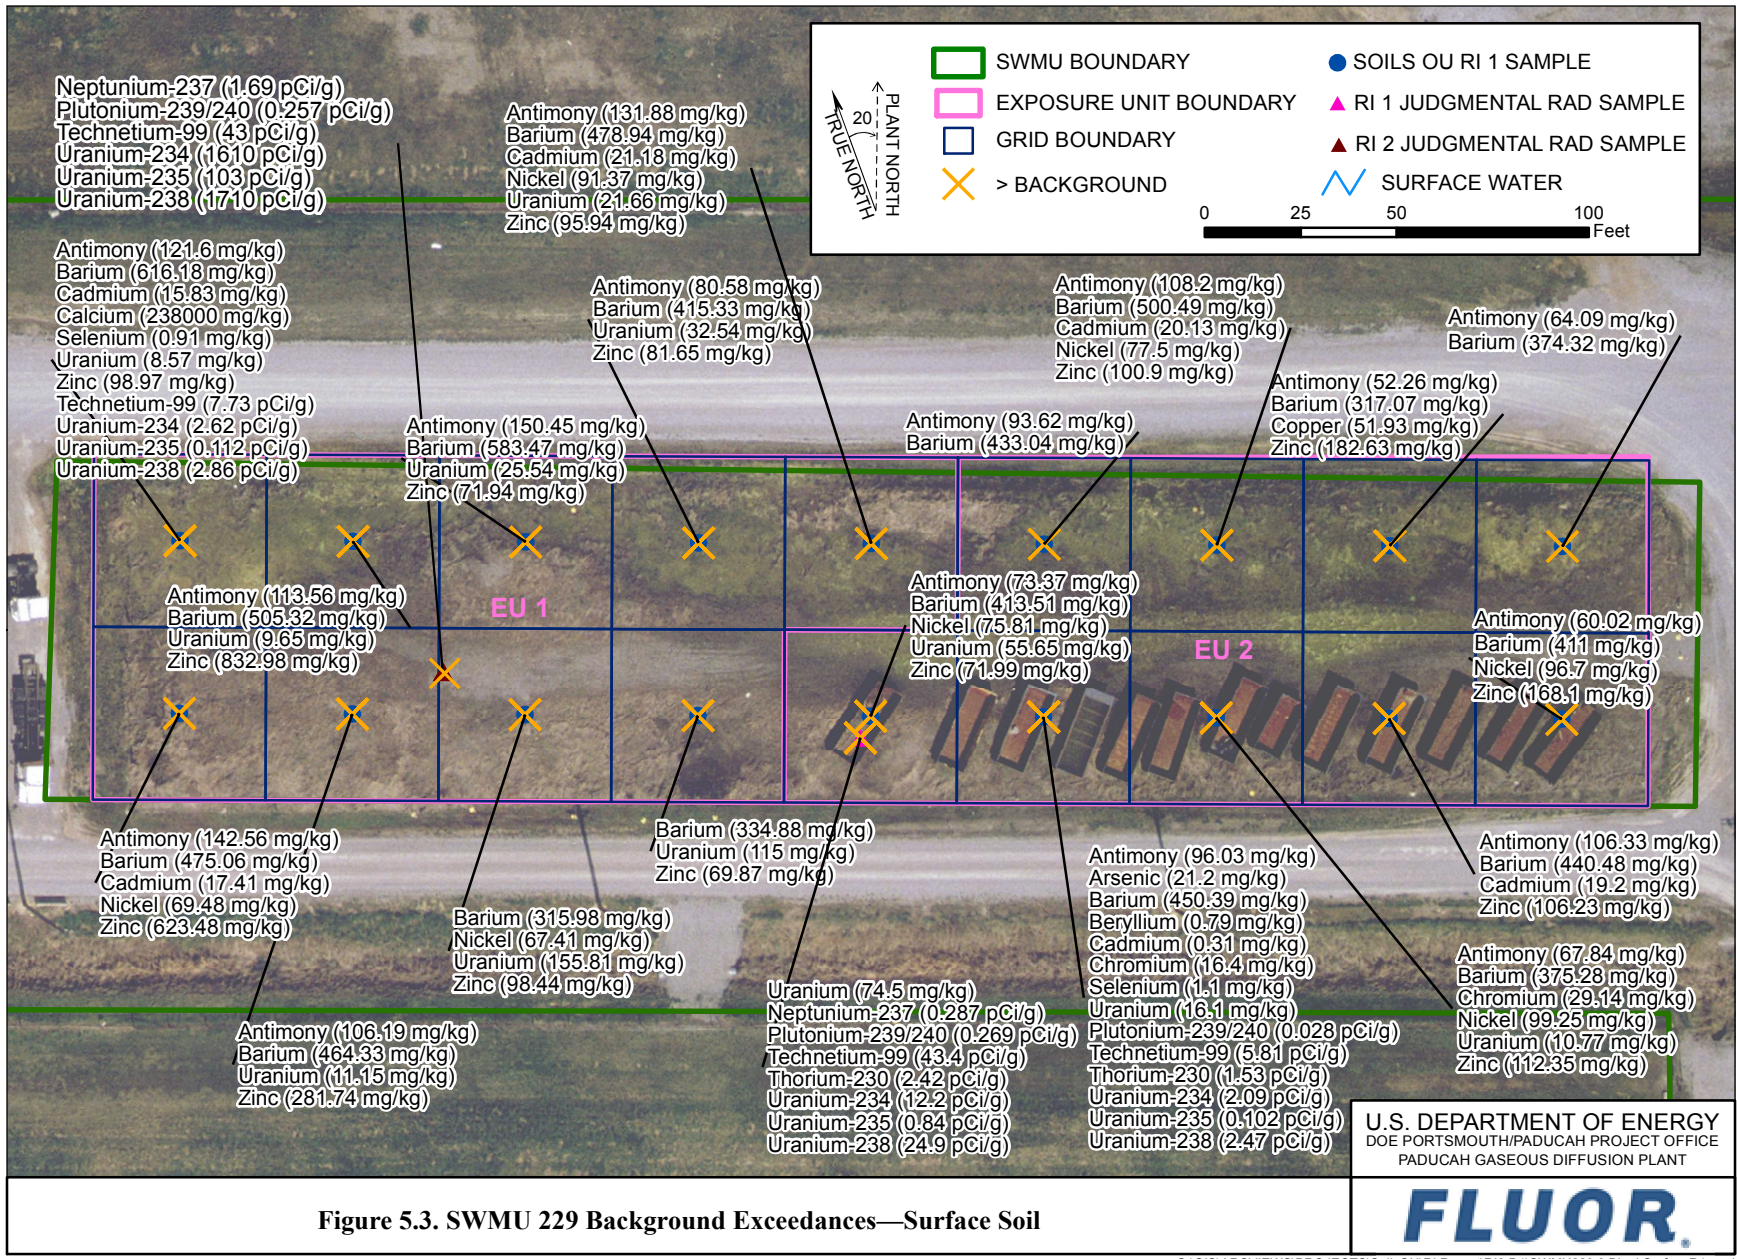 SWMU BOUNDARY
EXPOSURE UNIT BOUNDARY
GRID BOUNDARY
> BACKGROUND
SOILS OU RI 1 SAMPLE
RI 1 JUDGMENTAL RAD SAMPLE
RI 2 JUDGMENTAL RAD SAMPLE
SURFACE WATER
TRUE NORTH
20
PLANT NORTH
0 25 50 100
Feet
Neptunium-237 (1.69 pCi/g)
Plutonium-239/240 (0.257 pCi/g)
Technetium-99 (43 pCi/g)
Uranium-234 (1610 pCi/g)
Uranium-235 (103 pCi/g)
Uranium-238 (1710 pCi/g)
Antimony (131.88 mg/kg)
Barium (478.94 mg/kg)
Cadmium (21.18 mg/kg)
Nickel (91.37 mg/kg)
Uranium (21.66 mg/kg)
Zinc (95.94 mg/kg)
Antimony (121.6 mg/kg)
Barium (616.18 mg/kg)
Cadmium (15.83 mg/kg)
Calcium (238000 mg/kg)
Selenium (0.91 mg/kg)
Uranium (8.57 mg/kg)
Zinc (98.97 mg/kg)
Technetium-99 (7.73 pCi/g)
Uranium-234 (2.62 pCi/g)
Uranium-235 (0.112 pCi/g)
Uranium-238 (2.86 pCi/g)
Antimony (80.58 mg/kg)
Barium (415.33 mg/kg)
Uranium (32.54 mg/kg)
Zinc (81.65 mg/kg)
Antimony (108.2 mg/kg)
Barium (500.49 mg/kg)
Cadmium (20.13 mg/kg)
Nickel (77.5 mg/kg)
Zinc (100.9 mg/kg)
Antimony (64.09 mg/kg)
Barium (374.32 mg/kg)
Antimony (52.26 mg/kg)
Barium (317.07 mg/kg)
Copper (51.93 mg/kg)
Zinc (182.63 mg/kg)
Antimony (150.45 mg/kg)
Barium (583.47 mg/kg)
Uranium (25.54 mg/kg)
Zinc (71.94 mg/kg)
Antimony (93.62 mg/kg)
Barium (433.04 mg/kg)
Antimony (113.56 mg/kg)
Barium (505.32 mg/kg)
Uranium (9.65 mg/kg)
Zinc (832.98 mg/kg)
EU 1
Antimony (73.37 mg/kg)
Barium (413.51 mg/kg)
Nickel (75.81 mg/kg)
Uranium (55.65 mg/kg)
Zinc (71.99 mg/kg)
EU 2
Antimony (60.02 mg/kg)
Barium (411 mg/kg)
Nickel (96.7 mg/kg)
Zinc (168.1 mg/kg)
Antimony (142.56 mg/kg)
Barium (475.06 mg/kg)
Cadmium (17.41 mg/kg)
Nickel (69.48 mg/kg)
Zinc (623.48 mg/kg)
Barium (334.88 mg/kg)
Uranium (115 mg/kg)
Zinc (69.87 mg/kg)
Antimony (96.03 mg/kg)
Arsenic (21.2 mg/kg)
Barium (450.39 mg/kg)
Beryllium (0.79 mg/kg)
Cadmium (0.31 mg/kg)
Chromium (16.4 mg/kg)
Selenium (1.1 mg/kg)
Uranium (16.1 mg/kg)
Plutonium-239/240 (0.028 pCi/g)
Technetium-99 (5.81 pCi/g)
Thorium-230 (1.53 pCi/g)
Uranium-234 (2.09 pCi/g)
Uranium-235 (0.102 pCi/g)
Uranium-238 (2.47 pCi/g)
Antimony (106.33 mg/kg)
Barium (440.48 mg/kg)
Cadmium (19.2 mg/kg)
Zinc (106.23 mg/kg)
Barium (315.98 mg/kg)
Nickel (67.41 mg/kg)
Uranium (155.81 mg/kg)
Zinc (98.44 mg/kg)
Antimony (67.84 mg/kg)
Barium (375.28 mg/kg)
Chromium (29.14 mg/kg)
Nickel (99.25 mg/kg)
Uranium (10.77 mg/kg)
Zinc (112.35 mg/kg)
Uranium (74.5 mg/kg)
Neptunium-237 (0.287 pCi/g)
Plutonium-239/240 (0.269 pCi/g)
Technetium-99 (43.4 pCi/g)
Thorium-230 (2.42 pCi/g)
Uranium-234 (12.2 pCi/g)
Uranium-235 (0.84 pCi/g)
Uranium-238 (24.9 pCi/g)
Antimony (106.19 mg/kg)
Barium (464.33 mg/kg)
Uranium (11.15 mg/kg)
Zinc (281.74 mg/kg)
U.S. DEPARTMENT OF ENERGY
DOE PORTSMOUTH/PADUCAH PROJECT OFFICE
PADUCAH GASEOUS DIFFUSION PLANT
Figure 5.3. SWMU 229 Background Exceedances—Surface Soil
FLUOR®